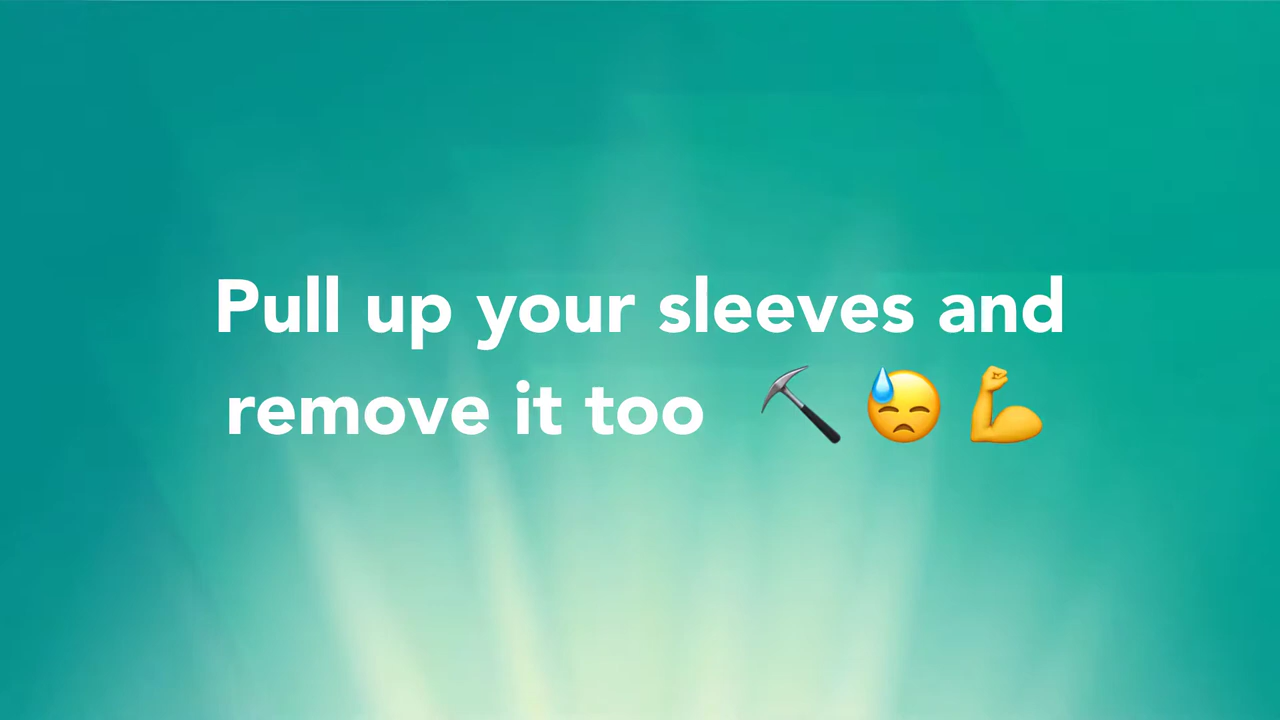 Pull up your sleeves and
remove it too ⛏️ 😓 💪